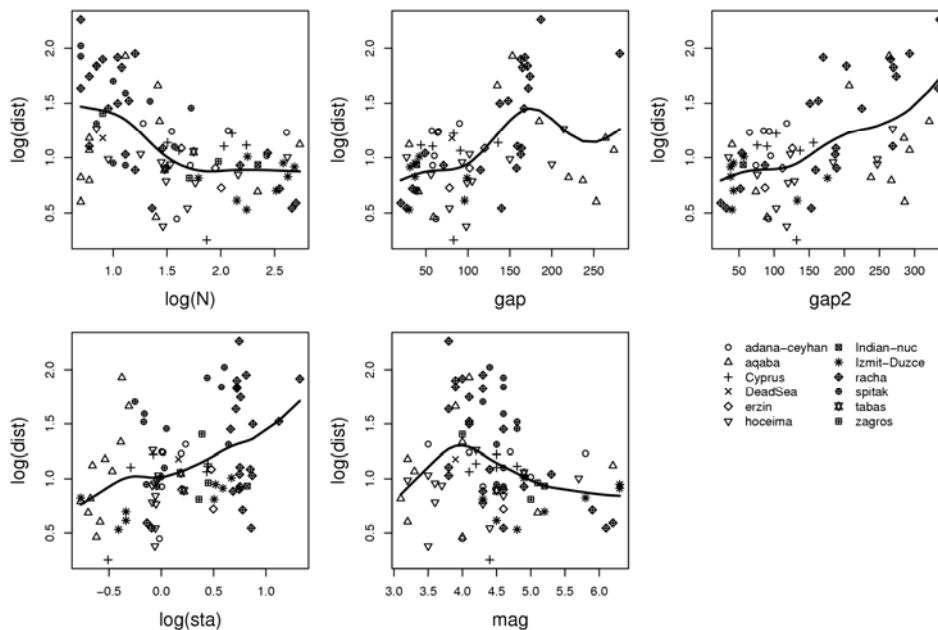 log(dist)
0.5 1.0 1.5 2.0
1.0 1.5 2.0 2.5
log(N)
log(dist)
0.5 1.0 1.5 2.0
50 100 150 200 250
gap
log(dist)
0.5 1.0 1.5 2.0
50 100 150 200 250 300
gap2
log(dist)
0.5 1.0 1.5 2.0
−0.5 0.0 0.5 1.0
log(sta)
log(dist)
0.5 1.0 1.5 2.0
3.0 3.5 4.0 4.5 5.0 5.5 6.0
mag
adana−ceyhan
aqaba
Cyprus
DeadSea
erzin
hoceima
Indian−nuc
Izmit−Duzce
racha
spitak
tabas
zagros